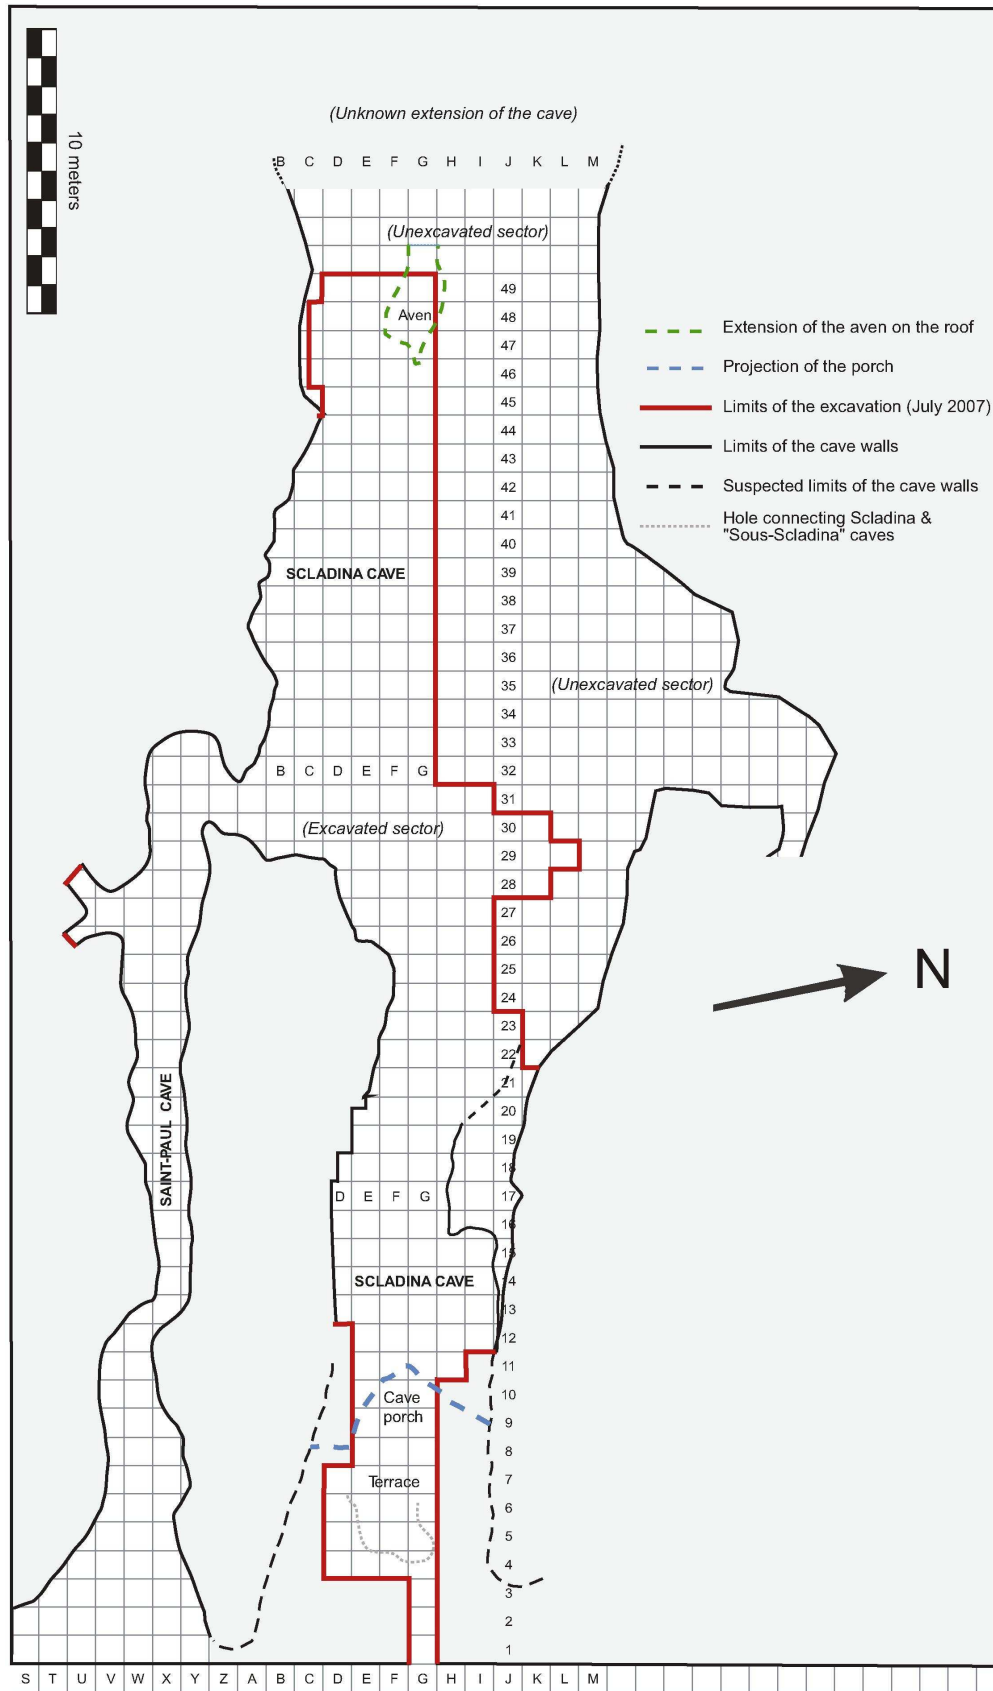 10 meters
(Unknown extension of the cave)
B C D E F G H I J K L M
(Unexcavated sector)
49
Aven 48
47
46
45
44
43
42
41
40
SCLADINA CAVE 39
38
37
36
35 (Unexcavated sector)
34
33
B C D E F G 32
31
(Excavated sector) 30
29
28
27
26
25
24
23
22
21
20
19
18
D E F G 17
16
15
SCLADINA CAVE 14
13
12
11
Cave 10
porch 9
8
Terrace 7
6
5
4
3
2
1
S T U V W X Y Z A B C D E F G H I J K L M
SAINT-PAUL CAVE
Extension of the aven on the roof
Projection of the porch
Limits of the excavation (July 2007)
Limits of the cave walls
Suspected limits of the cave walls
Hole connecting Scladina &
"Sous-Scladina" caves
N